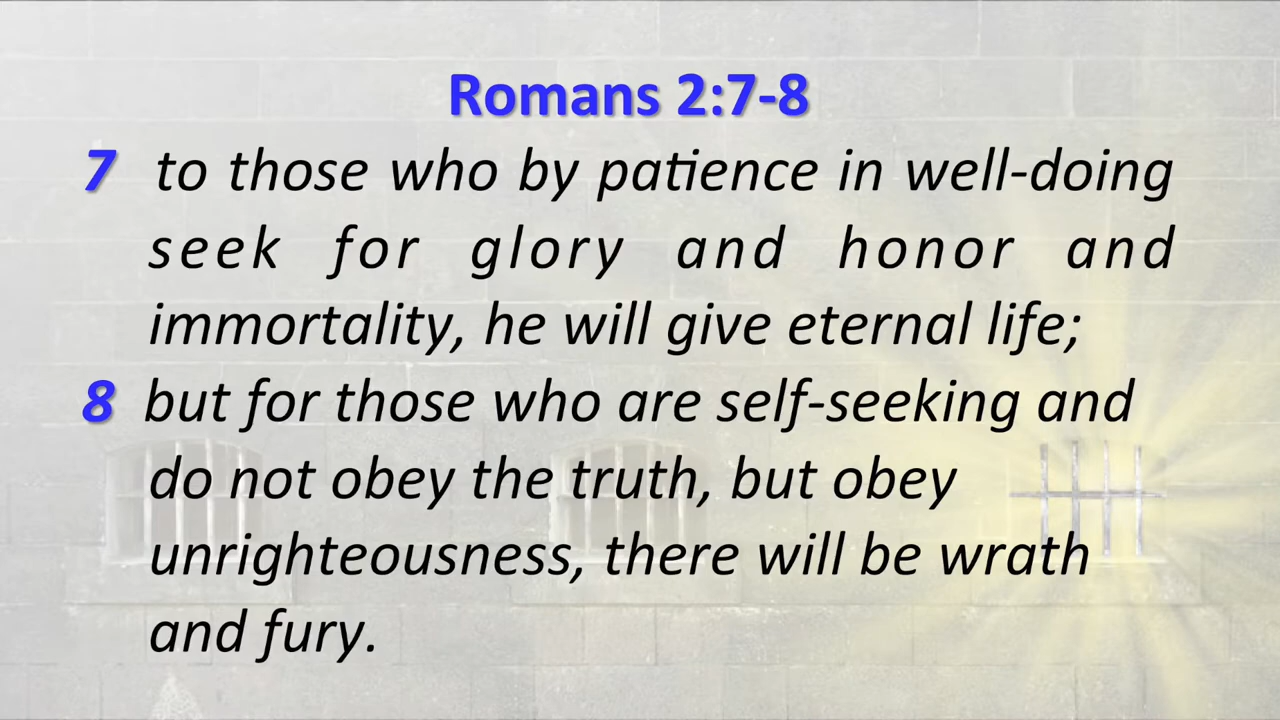 Romans 2:7-8
7 to those who by patience in well-doing
seek for glory and honor and
immortality, he will give eternal life;
8 but for those who are self-seeking and
do not obey the truth, but obey
unrighteousness, there will be wrath
and fury.